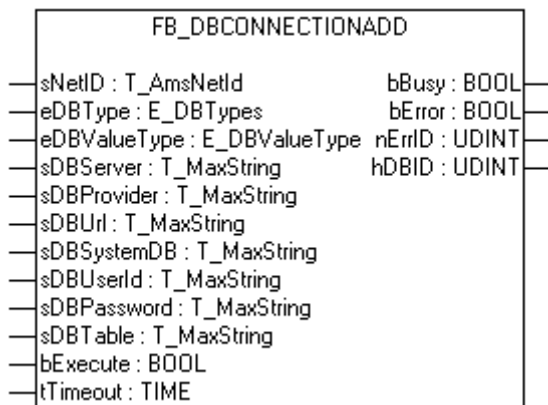 FB_DBCONNECTIONADD
sNetID : T_AmsNetId bBusy : BOOL
eDBType : E_DBTypes bError : BOOL
eDBValueType : E_DBValueType nErrID : UDINT
sDBServer : T_MaxString hDBID : UDINT
sDBProvider : T_MaxString
sDBUrl : T_MaxString
sDBSystemDB : T_MaxString
sDBUserId : T_MaxString
sDBPassword : T_MaxString
sDBTable : T_MaxString
bExecute : BOOL
tTimeout : TIME